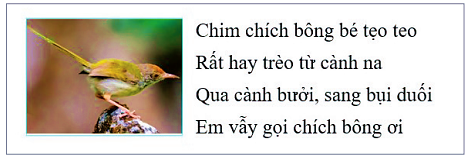 Chim chích bông bé tẹo teo
Rất hay trèo từ cành na
Qua cành bưởi, sang bụi duối
Em vẫy gọi chích bông ơi